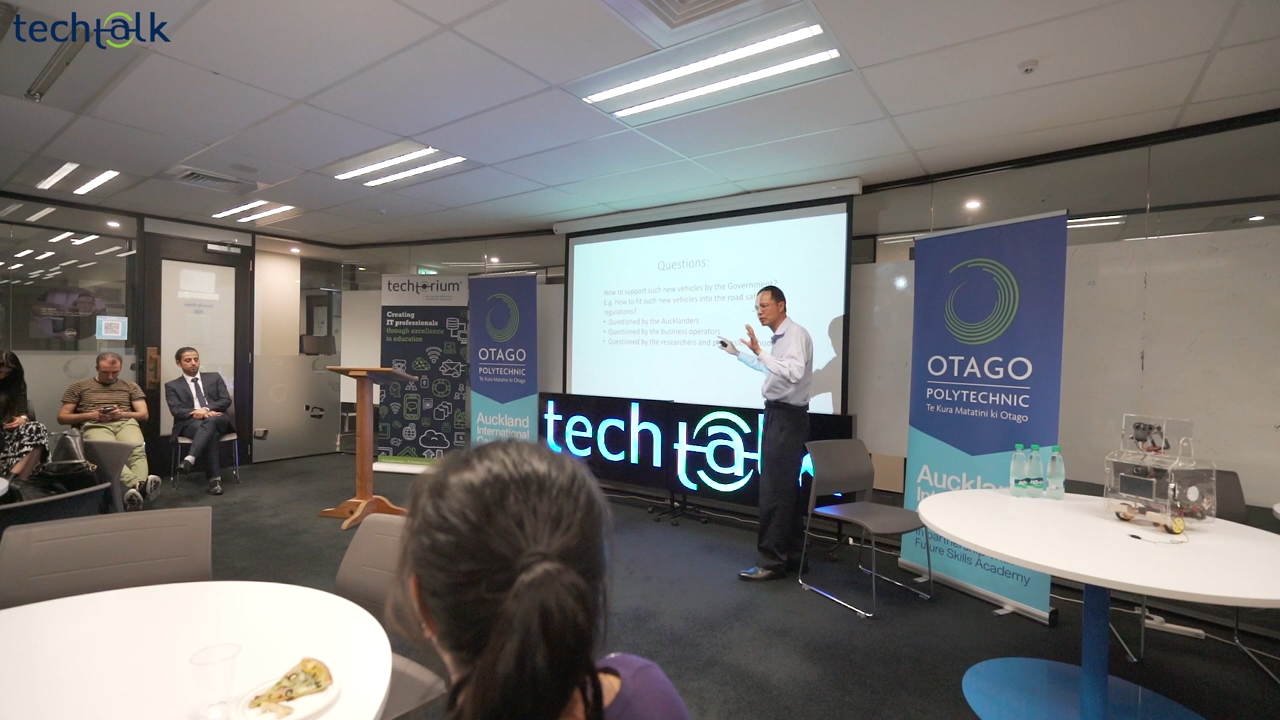 techtalk
techtorium
Creating
IT professionals
through excellence
in education
OTAGO
POLYTECHNIC
Te Kura Matatini ki Otago
Auckland
International
Questions:
How to support such new vehicles by the Government?
E.g. How to fit such new vehicles into the road
regulations?
• Questioned by the Aucklanders
• Questioned by the business operators
• Questioned by the researchers and
tech ta
OTAGO
POLYTECHNIC
Te Kura Matatini ki Otago
Auckland
in partnership
Future Skills Academy